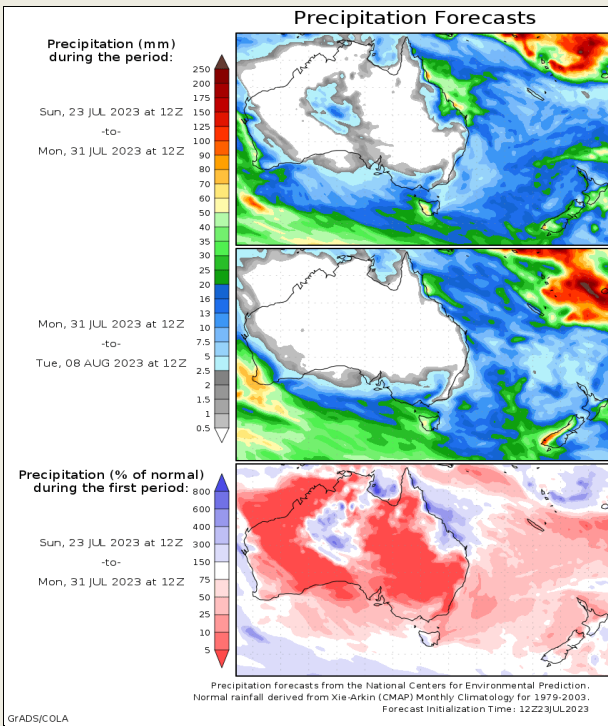 Precipitation Forecasts
Precipitation (mm)
during the period:
Sun, 23 JUL 2023 at 12Z
-to-
Mon, 31 JUL 2023 at 12Z
250
200
175
150
125
100
90
80
70
60
50
40
35
30
25
20
16
13
10
7.5
5
2.5
2
1.5
1
0.5
Mon, 31 JUL 2023 at 12Z
-to-
Tue, 08 AUG 2023 at 12Z
Precipitation (% of normal)
during the first period:
Sun, 23 JUL 2023 at 12Z
-to-
Mon, 31 JUL 2023 at 12Z
800
600
400
300
150
75
50
25
10
5
Precipitation forecasts from the National Centers for Environmental Prediction.
Normal rainfall derived from Xie-Arkin (CMAP) Monthly Climatology for 1979-2003.
Forecast Initialization Time: 12Z23JUL2023
GrADS/COLA